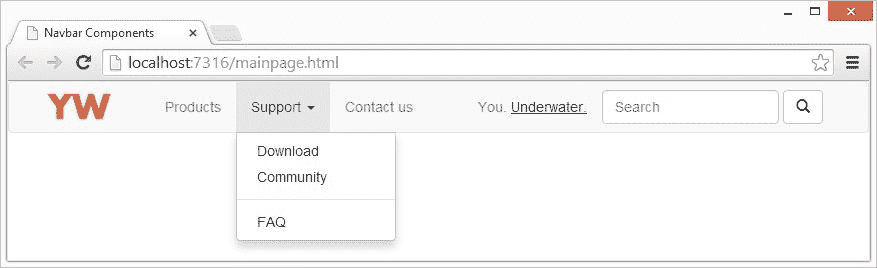 Navbar Components
localhost:7316/mainpage.html
YW Products Support Contact us You. Underwater. Search
Download
Community
FAQ